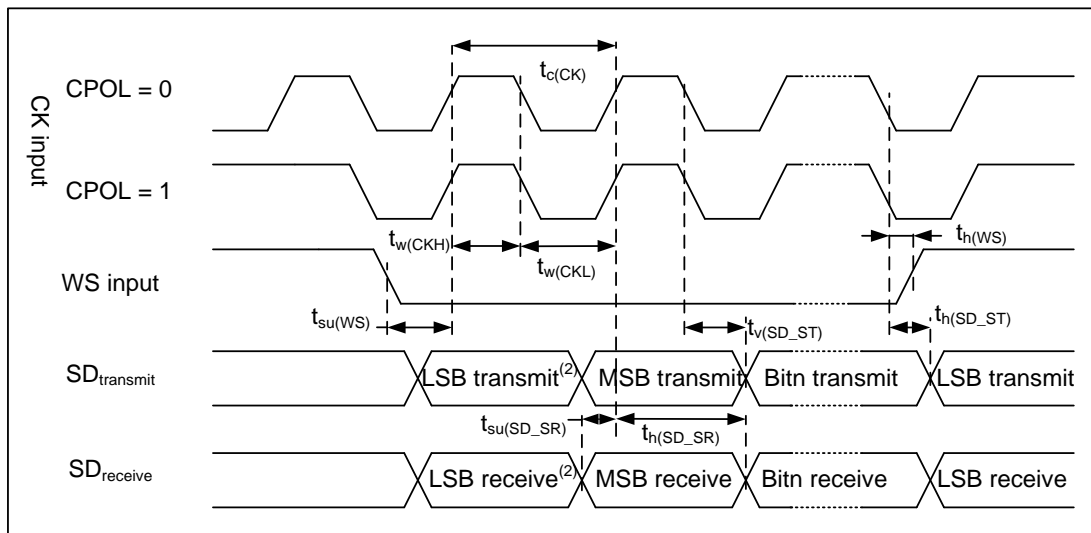 CK input
t_c(CK)
CPOL = 0
CPOL = 1
t_w(CKH)
t_w(CKL)
t_h(WS)
WS input
t_su(WS)
t_v(SD_ST)
t_h(SD_ST)
SD_transmit
LSB transmit(2)
MSB transmit
Bitn transmit
LSB transmit
t_su(SD_SR)
t_h(SD_SR)
SD_receive
LSB receive(2)
MSB receive
Bitn receive
LSB receive